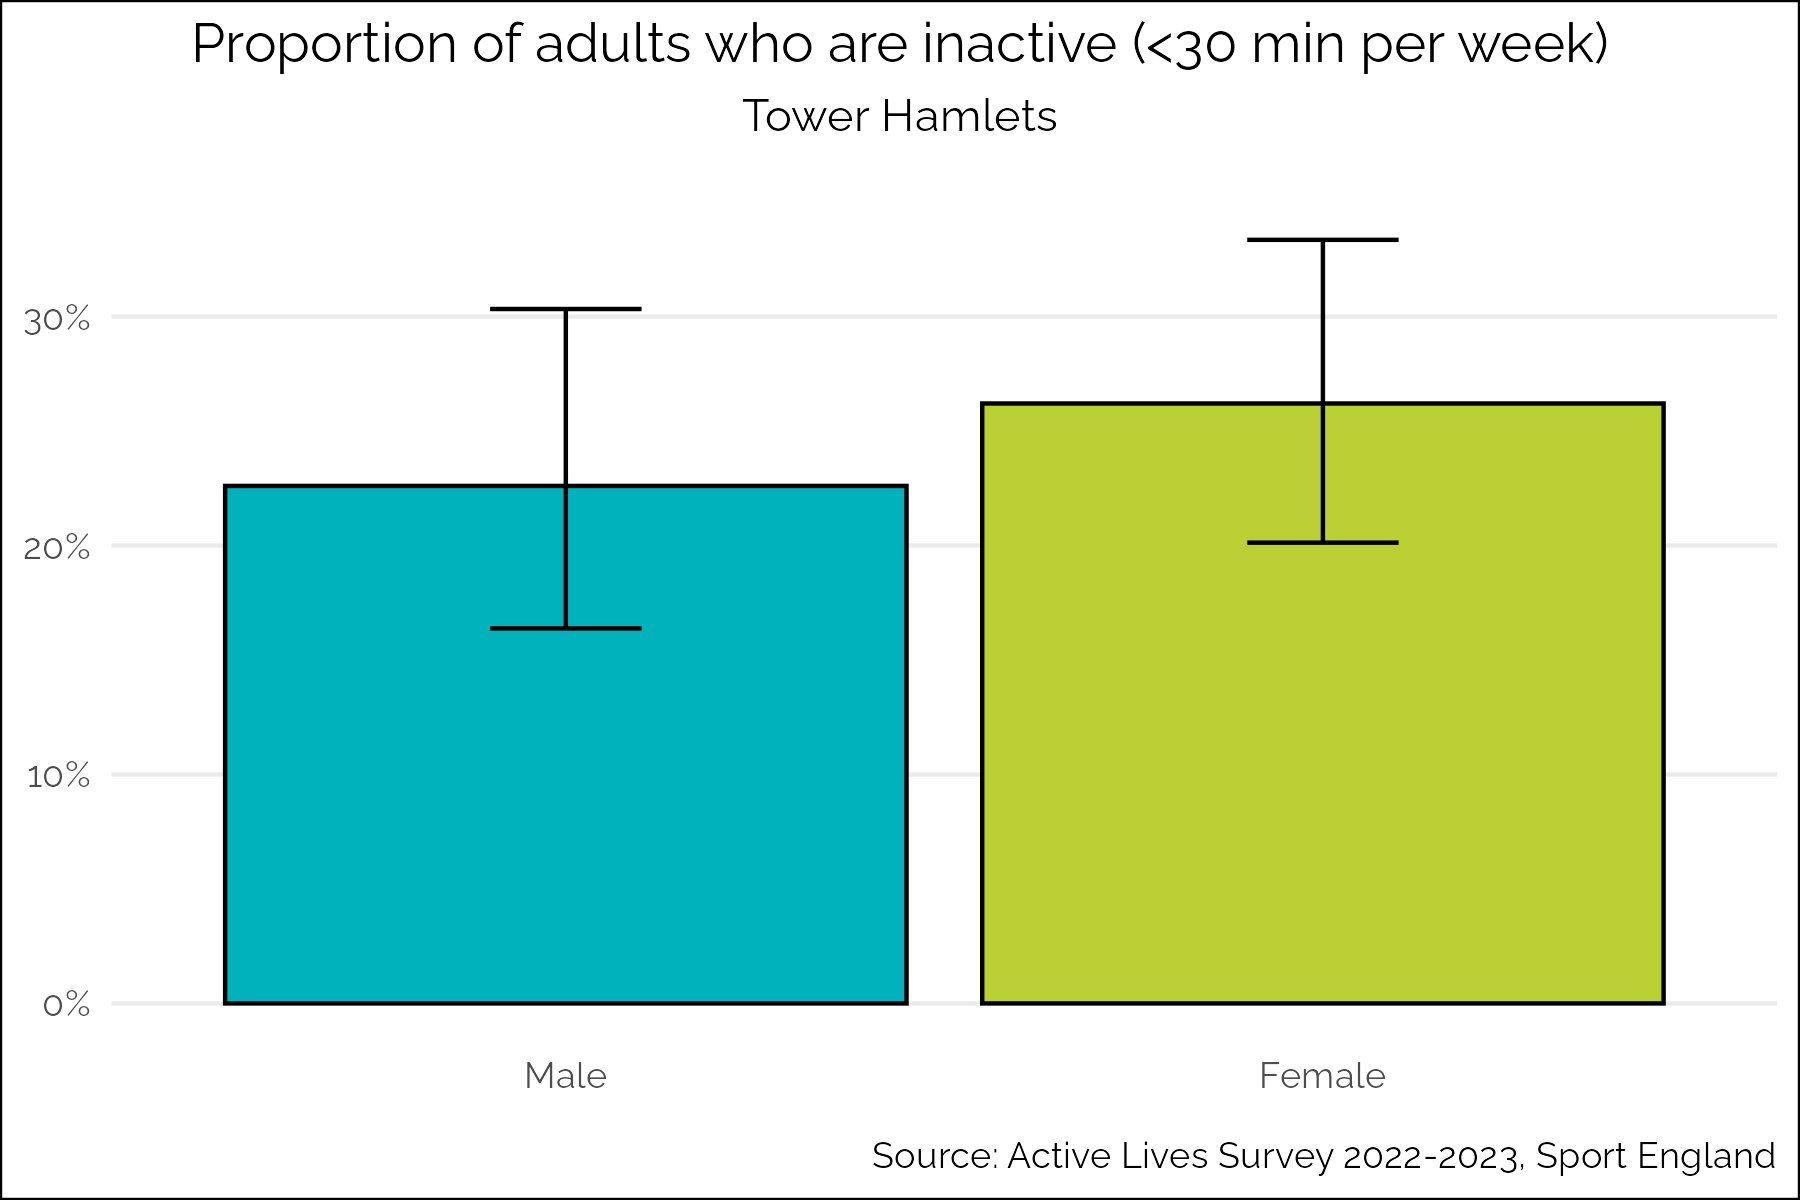 Proportion of adults who are inactive (<30 min per week)
Tower Hamlets
30%
20%
10%
0%
Male
Female
Source: Active Lives Survey 2022-2023, Sport England